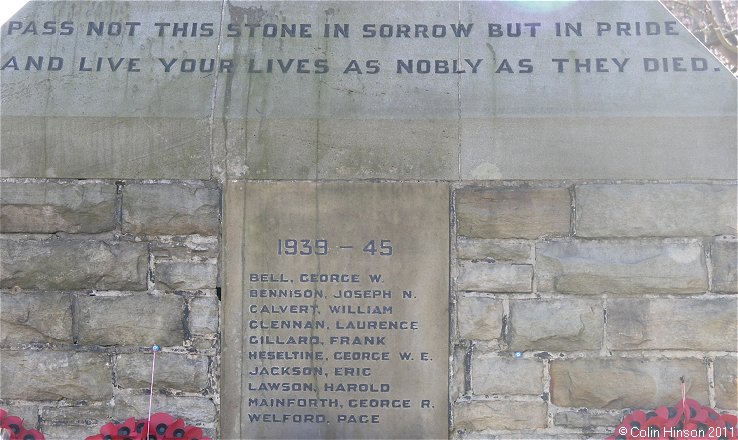 PASS NOT THIS STONE IN SORROW BUT IN PRIDE
AND LIVE YOUR LIVES AS NOBLY AS THEY DIED.
1939 - 45
BELL, GEORGE W.
BENNISON, JOSEPH N.
CALVERT, WILLIAM
GLENNAN, LAURENCE
GILLARD, FRANK
HESELTINE, GEORGE W. E.
JACKSON, ERIC
LAWSON, HAROLD
MAINFORTH, GEORGE R.
WELFORD, PAGE
© Colin Hinson 2011